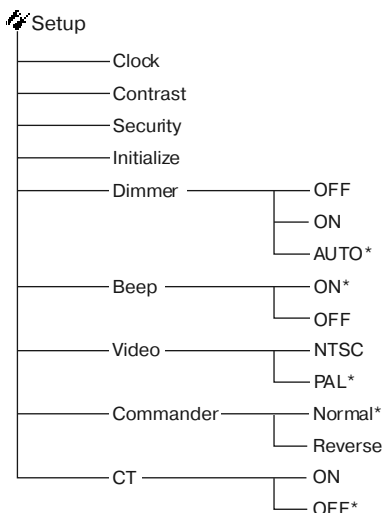 Setup
Clock
Contrast
Security
Initialize
Dimmer OFF
ON
AUTO*
Beep ON*
OFF
Video NTSC
PAL*
Commander Normal*
Reverse
CT ON
OFF*